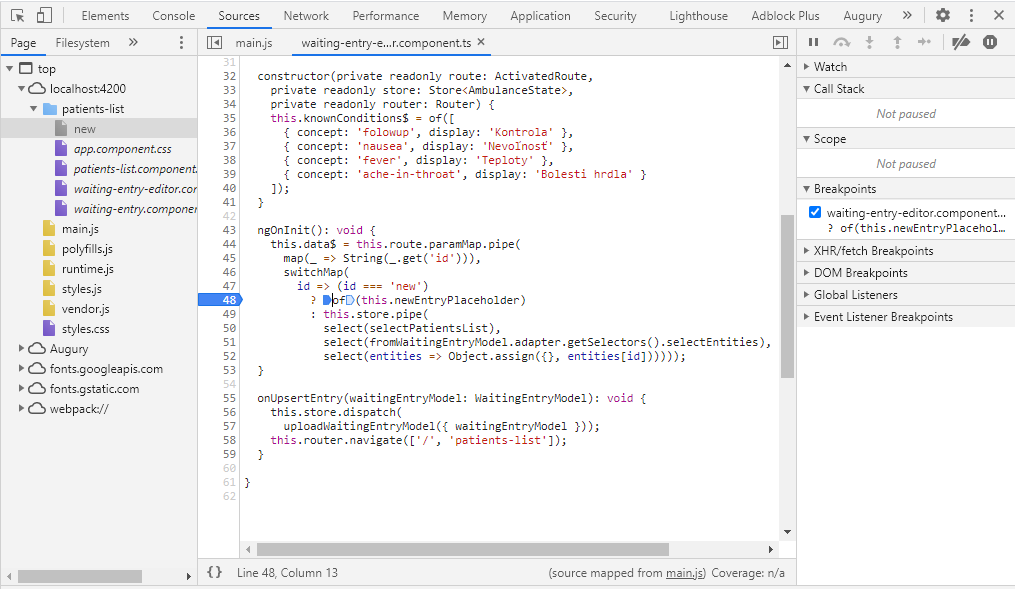 Elements Console Sources Network Performance Memory Application Security Lighthouse Adblock Plus Augury »
Page Filesystem »
top
localhost:4200
patients-list
new
app.component.css
patients-list.component.
waiting-entry-editor.cor
waiting-entry.componer
main.js
polyfills.js
runtime.js
styles.js
vendor.js
styles.css
Augury
fonts.googleapis.com
fonts.gstatic.com
webpack://
main.js waiting-entry-e...r.component.ts ×
31
32 constructor(private readonly route: ActivatedRoute,
33 private readonly store: Store<AmbulanceState>,
34 private readonly router: Router) {
35 this.knownConditions$ = of([
36 { concept: 'folowup', display: 'Kontrola' },
37 { concept: 'nausea', display: 'Nevoľnosť' },
38 { concept: 'fever', display: 'Teploty' },
39 { concept: 'ache-in-throat', display: 'Bolesti hrdla' }
40 ]);
41 }
42
43 ngOnInit(): void {
44 this.data$ = this.route.paramMap.pipe(
45 map(_ => String(_.get('id'))),
46 switchMap(
47 id => (id === 'new')
48 ? of(this.newEntryPlaceholder)
49 : this.store.pipe(
50 select(selectPatientsList),
51 select(fromWaitingEntryModel.adapter.getSelectors().selectEntities),
52 select(entities => Object.assign({}, entities[id])))));
53 }
54
55 onUpsertEntry(waitingEntryModel: WaitingEntryModel): void {
56 this.store.dispatch(
57 uploadWaitingEntryModel({ waitingEntryModel }));
58 this.router.navigate(['/', 'patients-list']);
59 }
60
61 }
62
{} Line 48, Column 13 (source mapped from main.js) Coverage: n/a
Watch
Call Stack
Not paused
Scope
Not paused
Breakpoints
waiting-entry-editor.component...
? of(this.newEntryPlacehol…
XHR/fetch Breakpoints
DOM Breakpoints
Global Listeners
Event Listener Breakpoints